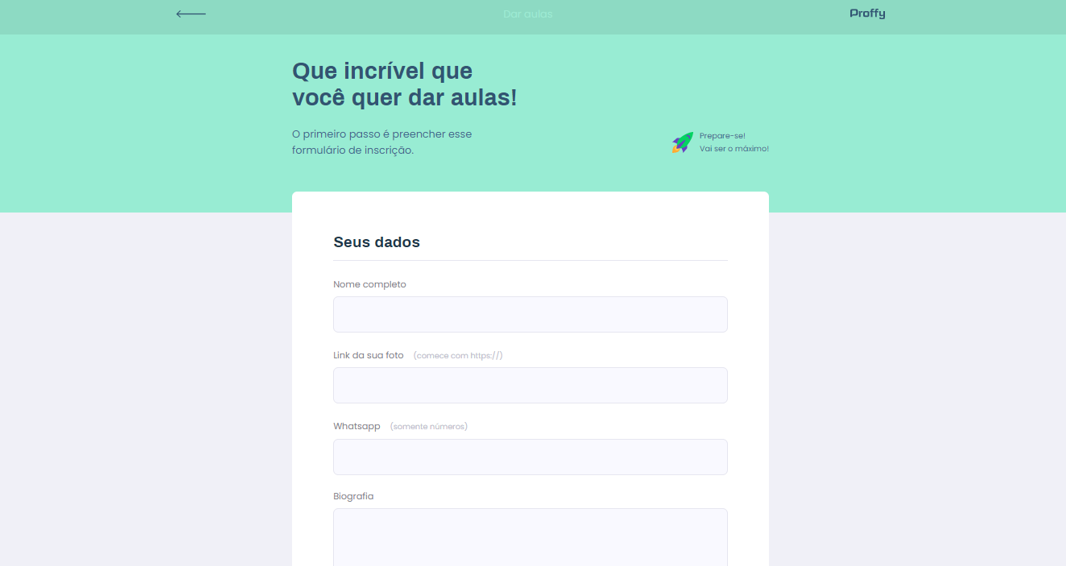 Dar aulas
Proffy
Que incrível que
você quer dar aulas!
O primeiro passo é preencher esse
formulário de inscrição.
Prepare-se!
Vai ser o máximo!
Seus dados
Nome completo
Link da sua foto (comece com https://)
Whatsapp (somente números)
Biografia